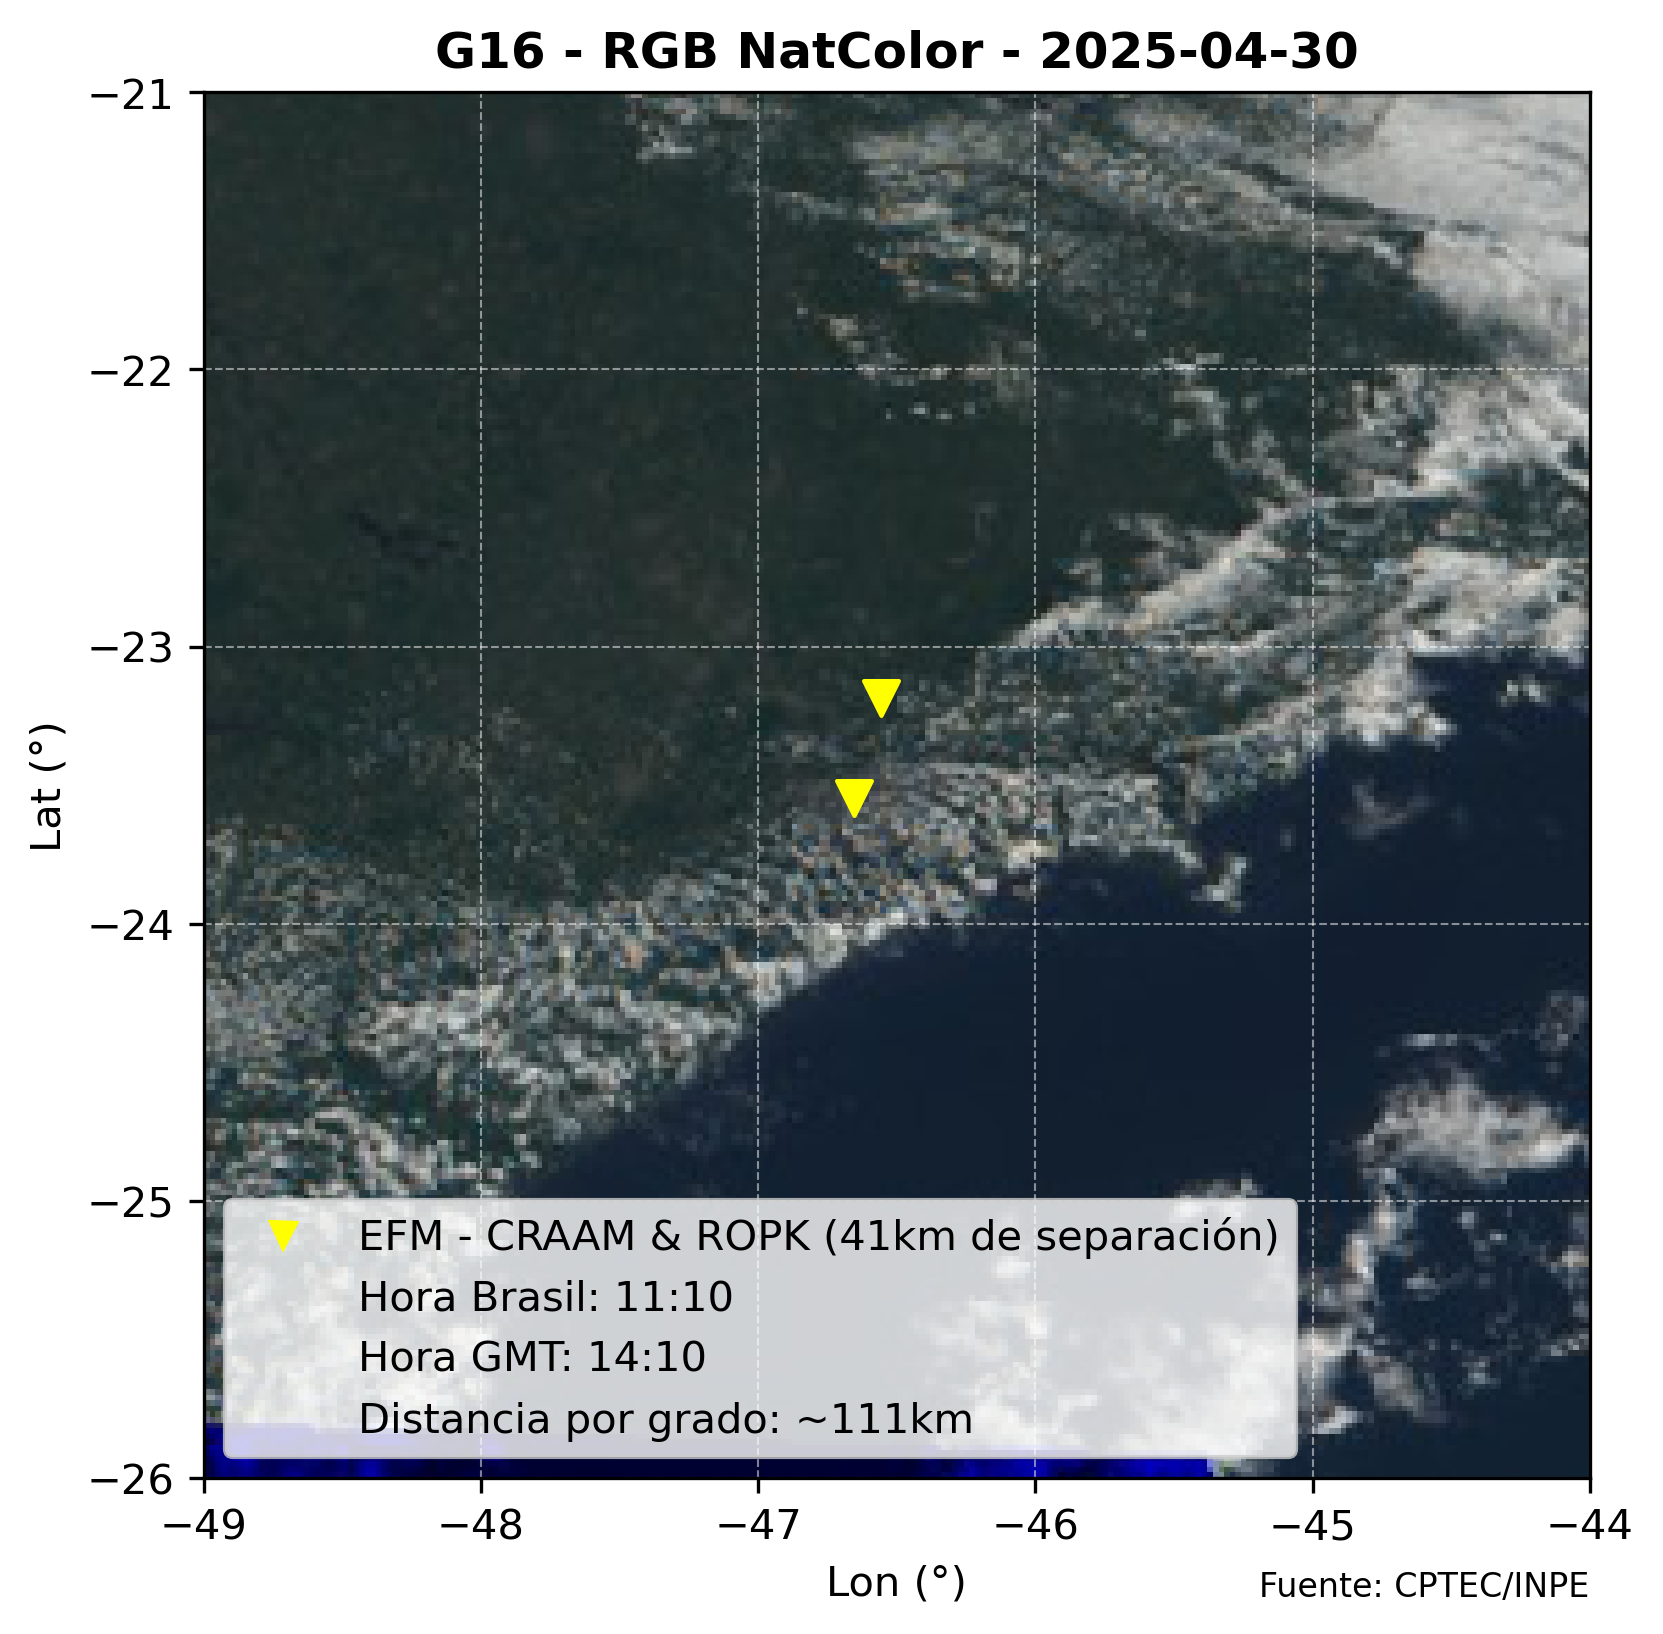 G16 - RGB NatColor - 2025-04-30
−21
−22
−23
−24
−25
−26
Lat (°)
EFM - CRAAM & ROPK (41km de separación)
Hora Brasil: 11:10
Hora GMT: 14:10
Distancia por grado: ~111km
−49 −48 −47 −46 −45 −44
Lon (°)
Fuente: CPTEC/INPE